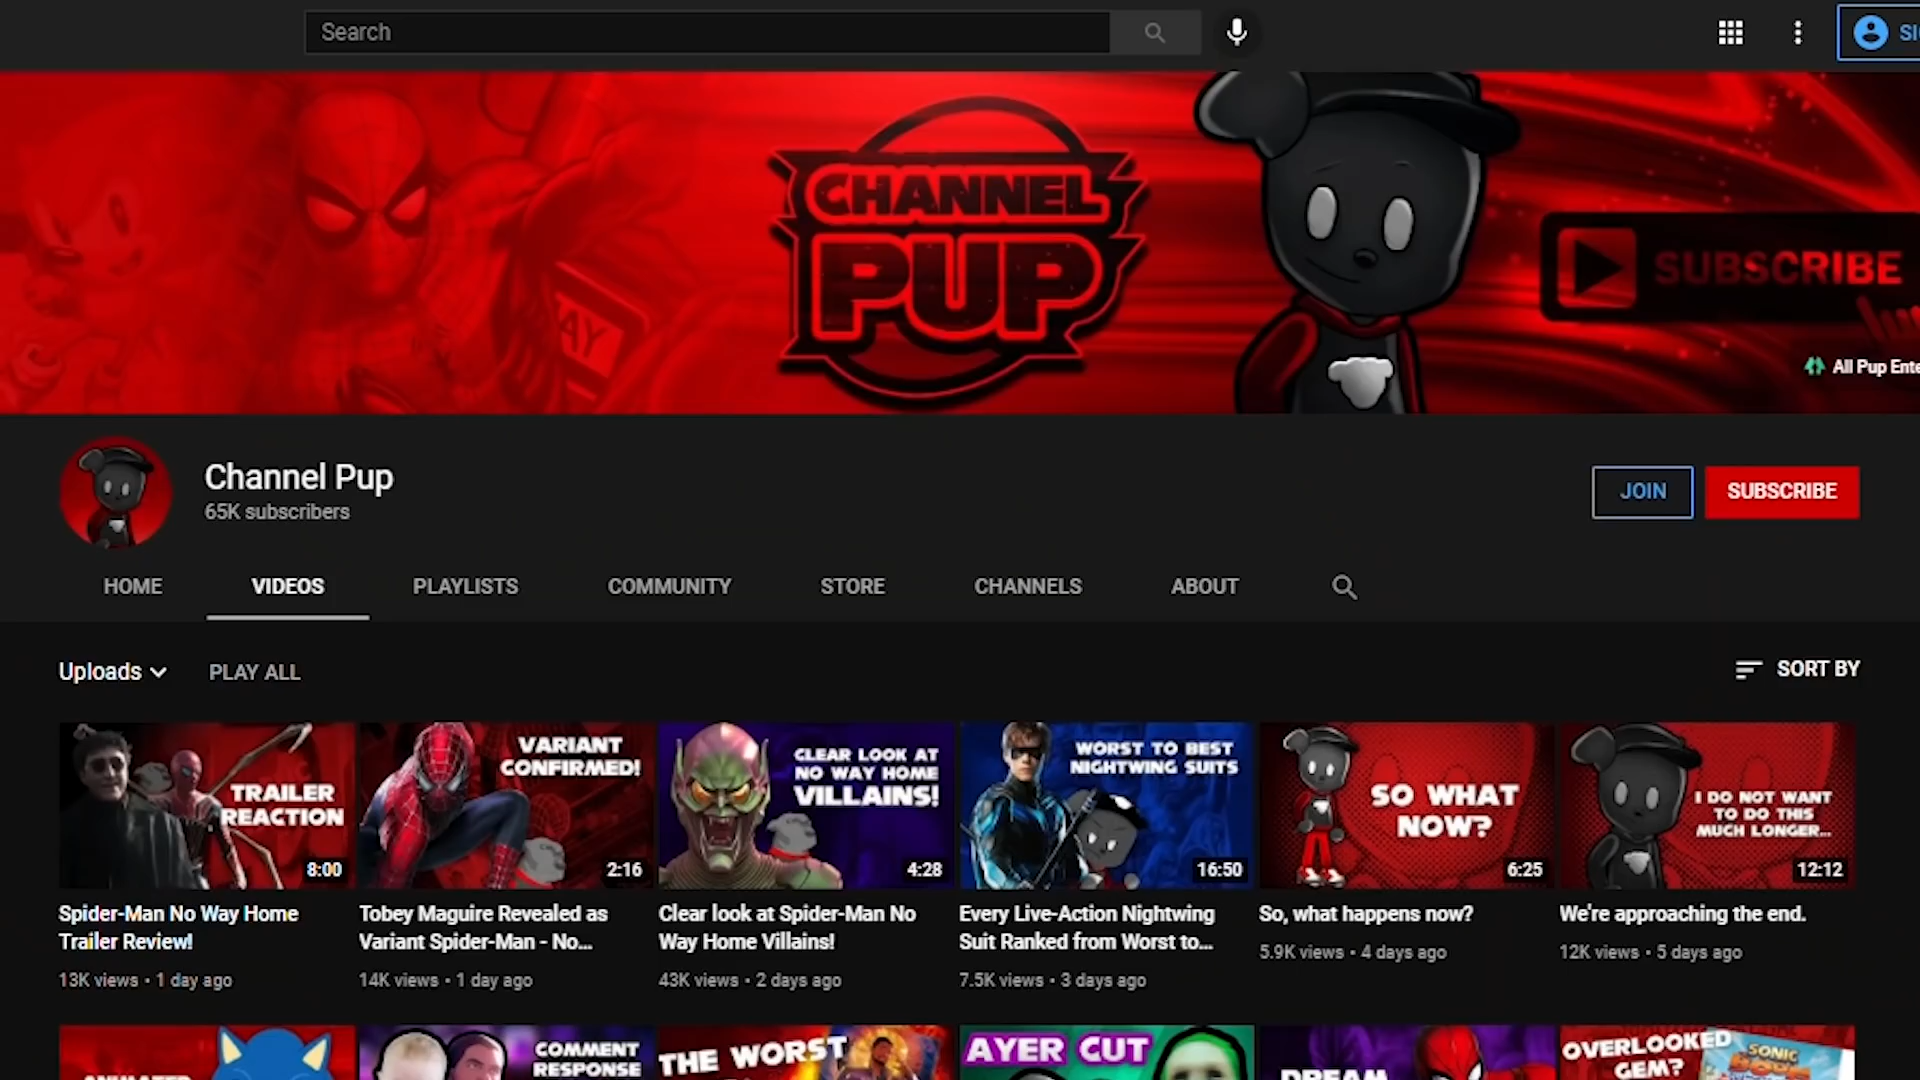 Search
SI
CHANNEL
PUP
SUBSCRIBE
All Pup Ente
Channel Pup
65K subscribers
JOIN
SUBSCRIBE
HOME
VIDEOS
PLAYLISTS
COMMUNITY
STORE
CHANNELS
ABOUT
Uploads
PLAY ALL
SORT BY
TRAILER
REACTION
8:00
VARIANT
CONFIRMED!
2:16
CLEAR LOOK AT
NO WAY HOME
VILLAINS!
4:28
WORST TO BEST
NIGHTWING SUITS
16:50
SO WHAT
NOW?
6:25
I DO NOT WANT
TO DO THIS
MUCH LONGER...
12:12
Spider-Man No Way Home
Trailer Review!
13K views • 1 day ago
Tobey Maguire Revealed as
Variant Spider-Man - No...
14K views • 1 day ago
Clear look at Spider-Man No
Way Home Villains!
43K views • 2 days ago
Every Live-Action Nightwing
Suit Ranked from Worst to...
7.5K views • 3 days ago
So, what happens now?
5.9K views • 4 days ago
We're approaching the end.
12K views • 5 days ago
COMMENT
RESPONSE
THE WORST
AYER CUT
DREAM
OVERLOOKED
GEM?
SONIC